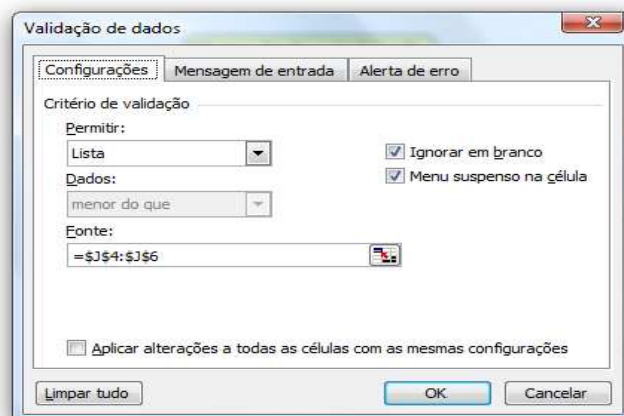 Validação de dados
Configurações Mensagem de entrada Alerta de erro
Critério de validação
Permitir:
Lista
Ignorar em branco
Dados:
Menu suspenso na célula
menor do que
Fonte:
=$J$4:$J$6
Aplicar alterações a todas as células com as mesmas configurações
Limpar tudo OK Cancelar